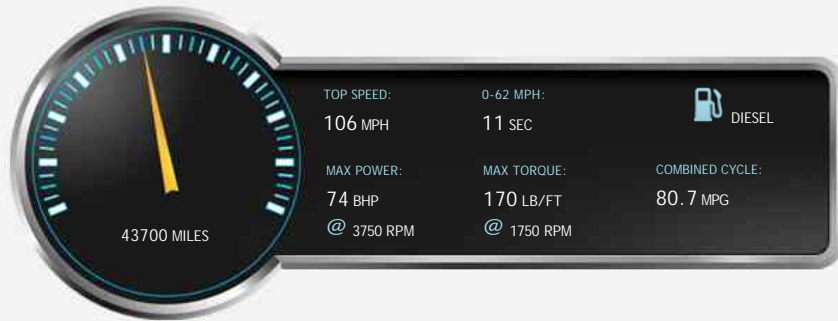 TOP SPEED:
106 MPH
0-62 MPH:
11 SEC
DIESEL
MAX POWER:
74 BHP
@ 3750 RPM
MAX TORQUE:
170 LB/FT
@ 1750 RPM
COMBINED CYCLE:
80.7 MPG
43700 MILES